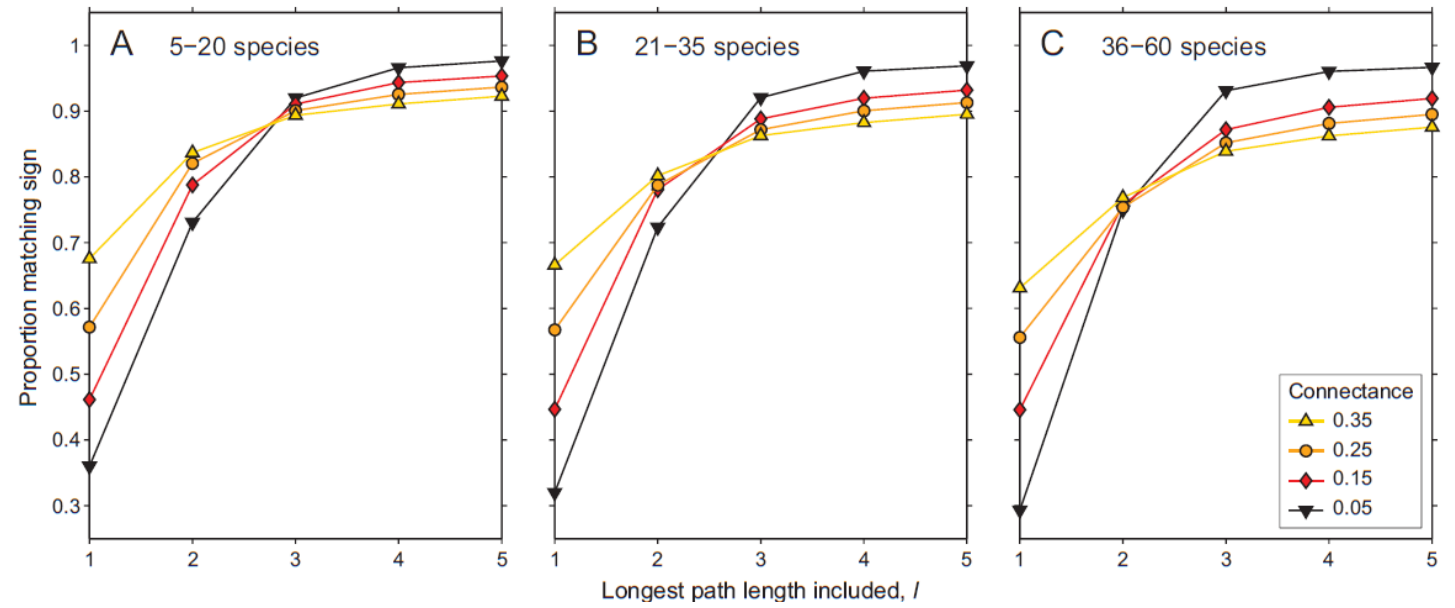 A 5–20 species
B 21–35 species
C 36–60 species
Proportion matching sign
1
0.9
0.8
0.7
0.6
0.5
0.4
0.3
1 2 3 4 5
1 2 3 4 5
1 2 3 4 5
Longest path length included, l
Connectance
0.35
0.25
0.15
0.05